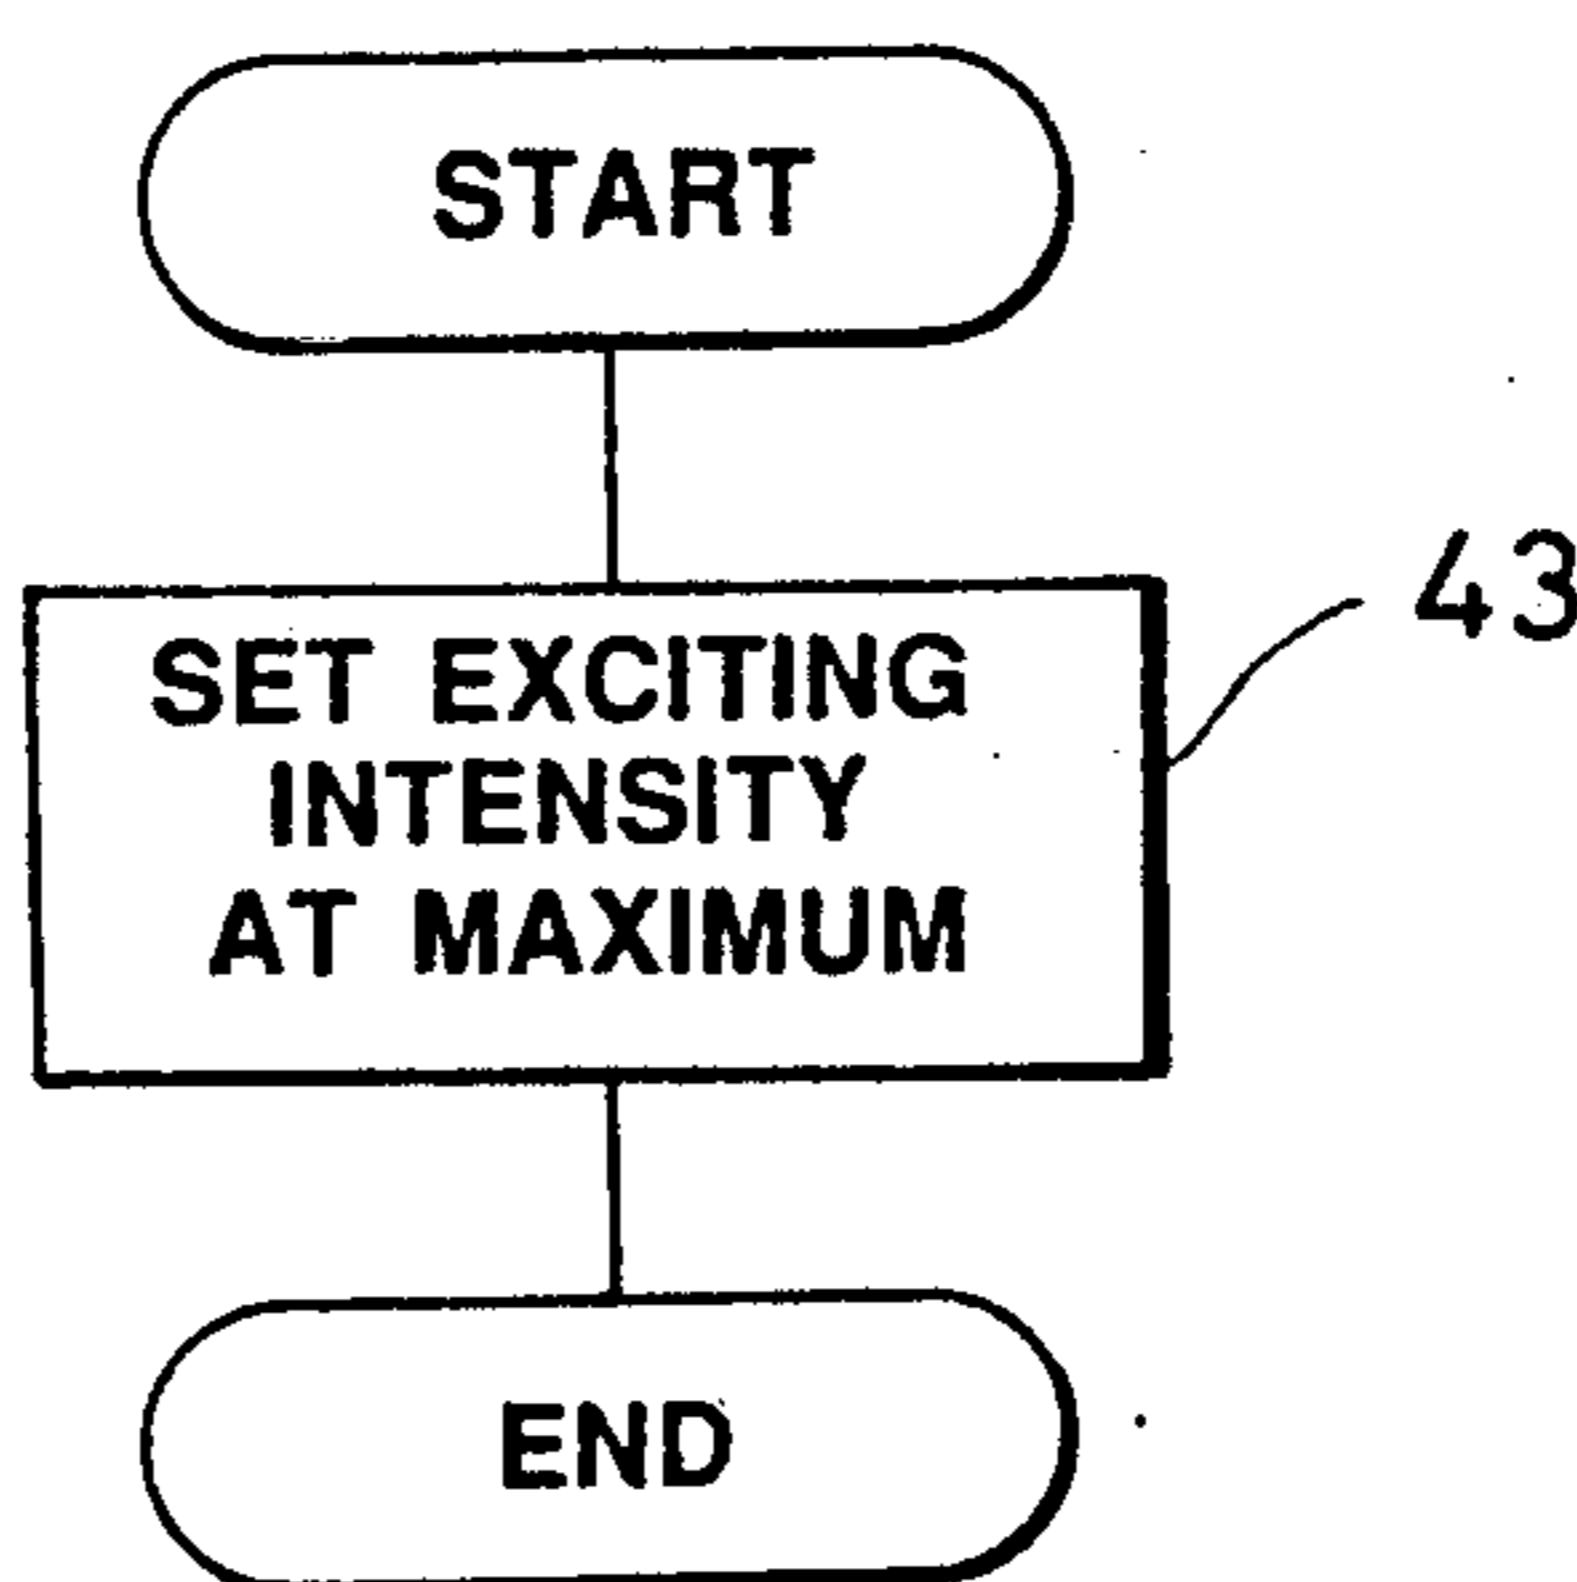 START
SET EXCITING
INTENSITY
AT MAXIMUM
43
END